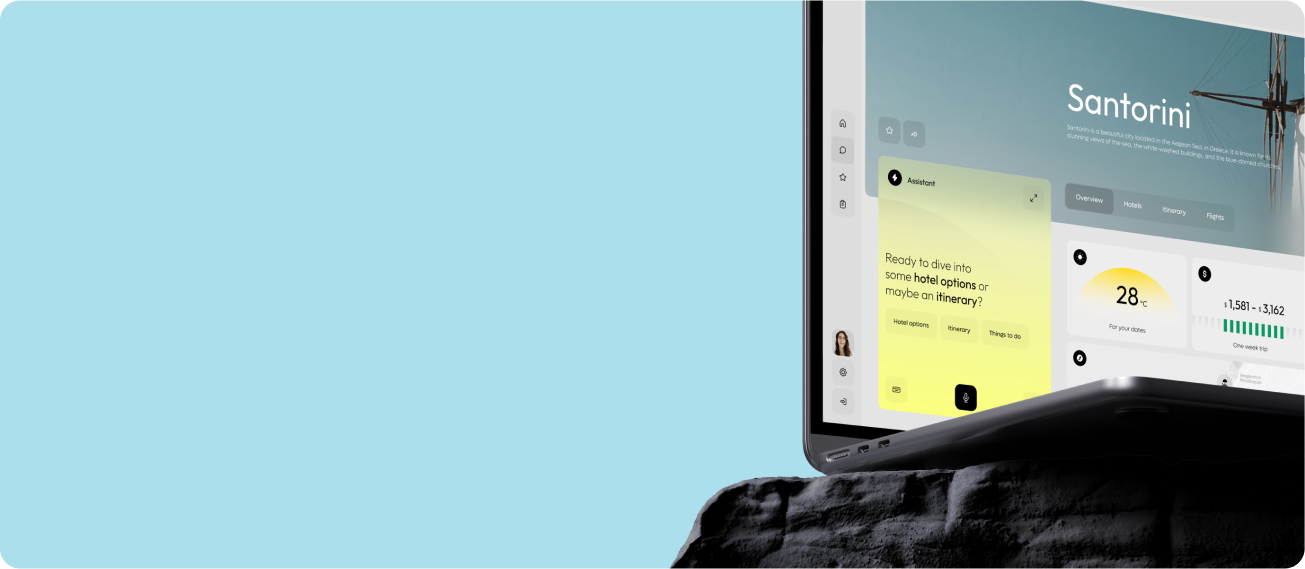 Santorini
Santorini is a beautiful city located in the Aegean Sea, in Greece. It is known for its
stunning views of the sea, the white-washed buildings, and the blue-domed churches.
Assistant
Overview
Hotels
Itinerary
Flights
Ready to dive into
some hotel options or
maybe an itinerary?
Hotel options
Itinerary
Things to do
28 °C
For your dates
$
$ 1,581 - $ 3,162
One week trip